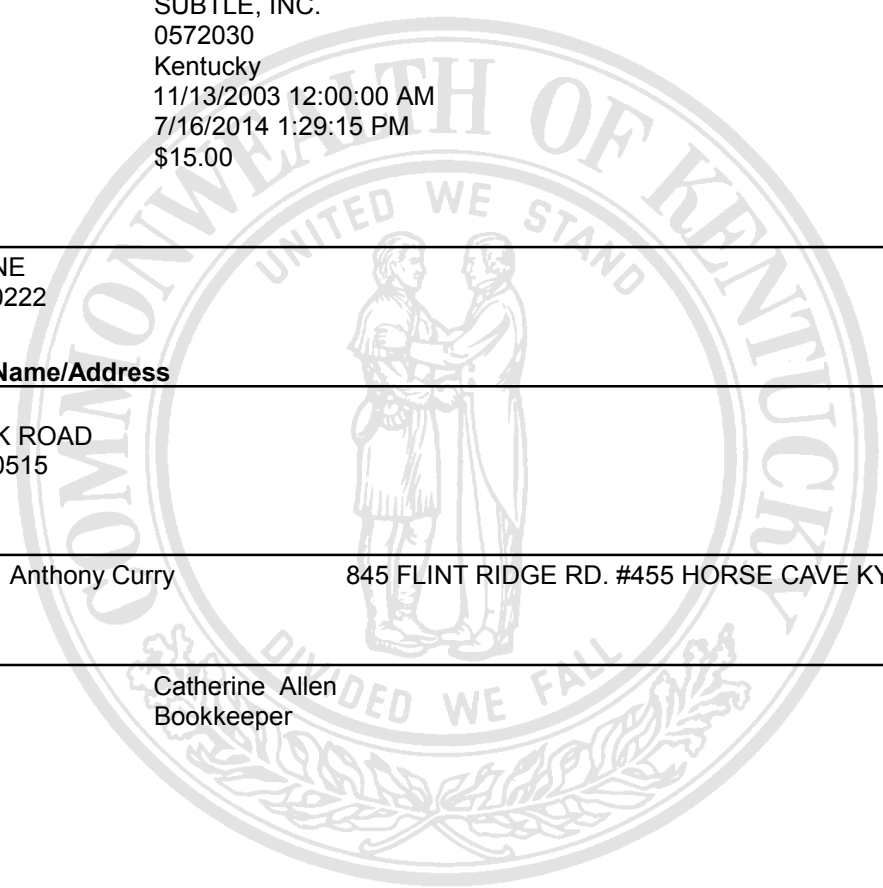 SUBTLE, INC.
0572030
Kentucky
11/13/2003 12:00:00 AM
7/16/2014 1:29:15 PM
$15.00
NE
0222
Name/Address
K ROAD
0515
Anthony Curry 845 FLINT RIDGE RD. #455 HORSE CAVE KY
Catherine Allen
Bookkeeper
COMMONWEALTH OF KENTUCKY
UNITED WE STAND
DIVIDED WE FALL